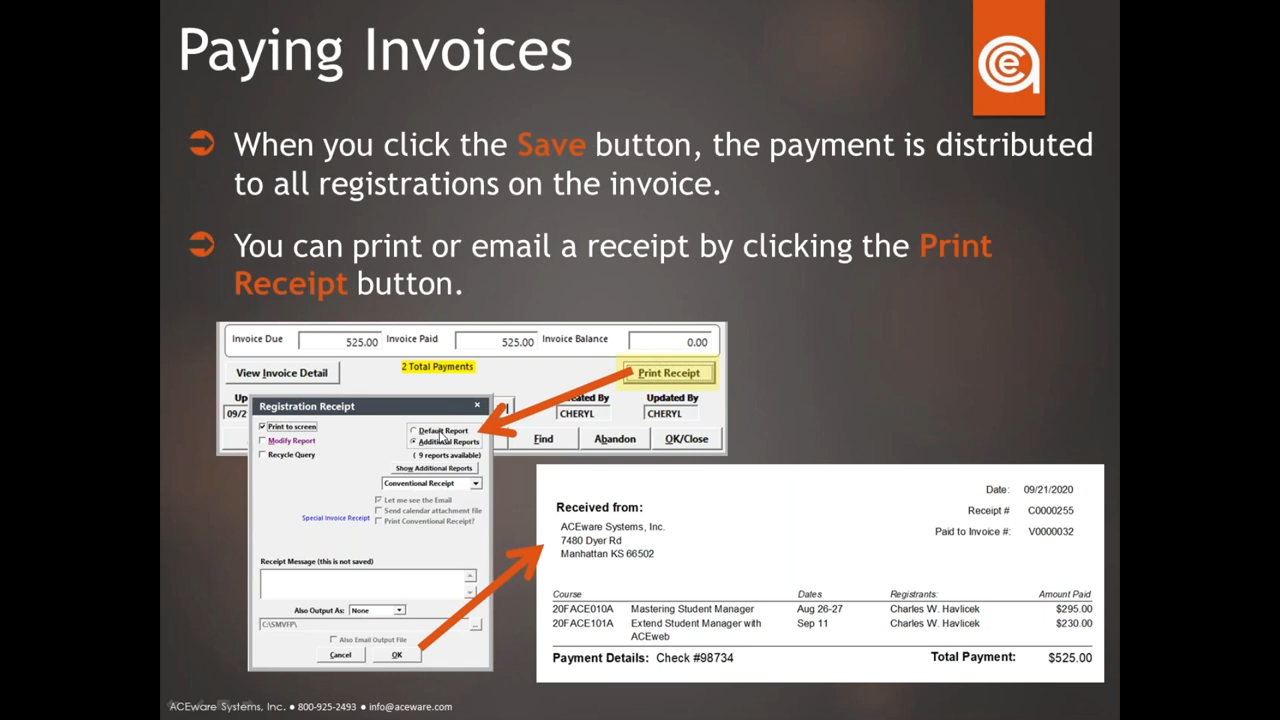 Paying Invoices
When you click the Save button, the payment is distributed
to all registrations on the invoice.
You can print or email a receipt by clicking the Print
Receipt button.
Invoice Due 525.00 Invoice Paid 525.00 Invoice Balance 0.00
View Invoice Detail 2 Total Payments Print Receipt
Up Created By Updated By
09/2 CHERYL CHERYL
Find Abandon OK/Close
Registration Receipt ×
Print to screen Default Report
Modify Report Additional Reports
Recycle Query ( 9 reports available)
Show Additional Reports
Conventional Receipt
Let me see the Email
Send calendar attachment file
Special Invoice Receipt Print Conventional Receipt?
Receipt Message (this is not saved)
Also Output As: None
C:\SMVFP\ ...
Also Email Output File
Cancel OK
Date: 09/21/2020
Received from: Receipt # C0000255
ACEware Systems, Inc. Paid to Invoice #: V0000032
7480 Dyer Rd
Manhattan KS 66502
Course Dates Registrants: Amount Paid
20FACE010A Mastering Student Manager Aug 26-27 Charles W. Havlicek $295.00
20FACE101A Extend Student Manager with Sep 11 Charles W. Havlicek $230.00
ACEweb
Payment Details: Check #98734 Total Payment: $525.00
ACEware Systems, Inc. ● 800-925-2493 ● info@aceware.com